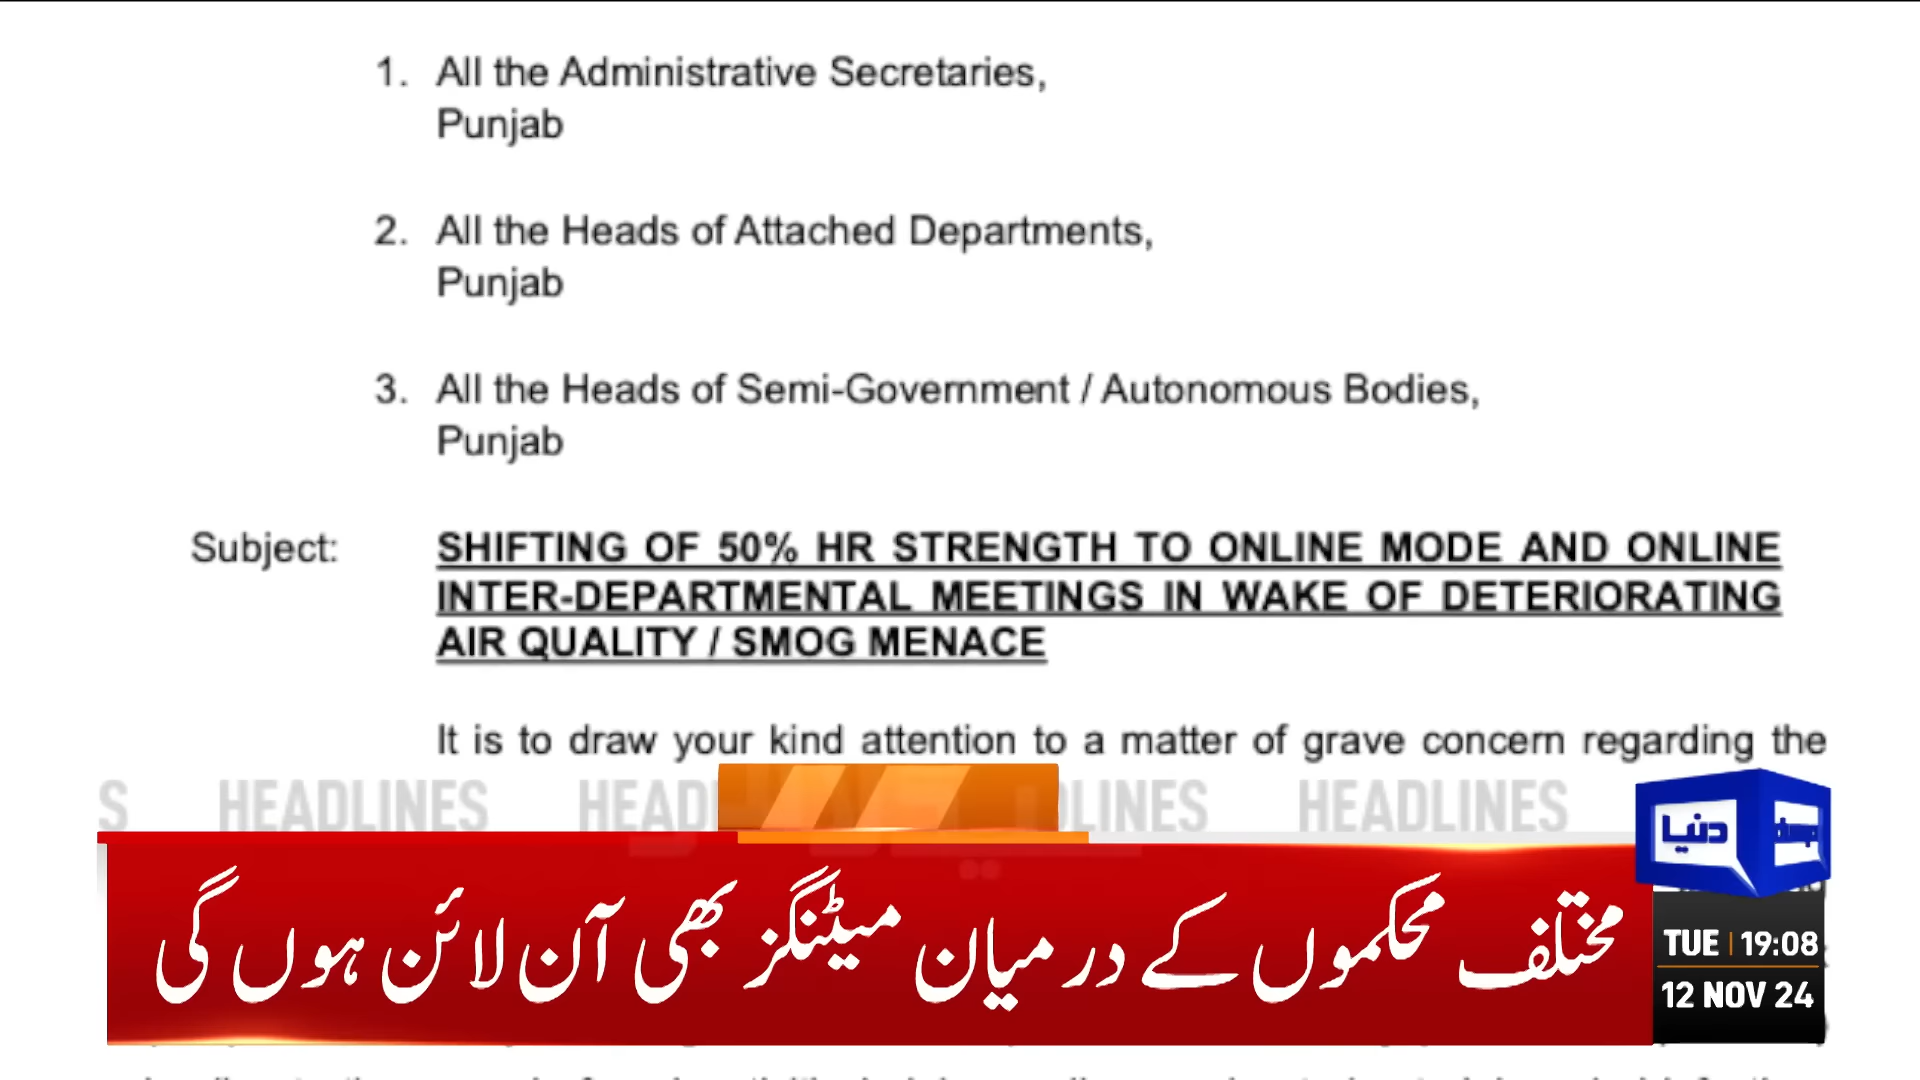 1. All the Administrative Secretaries,
Punjab
2. All the Heads of Attached Departments,
Punjab
3. All the Heads of Semi-Government / Autonomous Bodies,
Punjab
Subject: SHIFTING OF 50% HR STRENGTH TO ONLINE MODE AND ONLINE
INTER-DEPARTMENTAL MEETINGS IN WAKE OF DETERIORATING
AIR QUALITY / SMOG MENACE
It is to draw your kind attention to a matter of grave concern regarding the
S HEADLINES HEAD DLINES HEADLINES
دنیا
مختلف محکموں کے درمیان میٹنگز بھی آن لائن ہوں گی
TUE 19:08
12 NOV 24